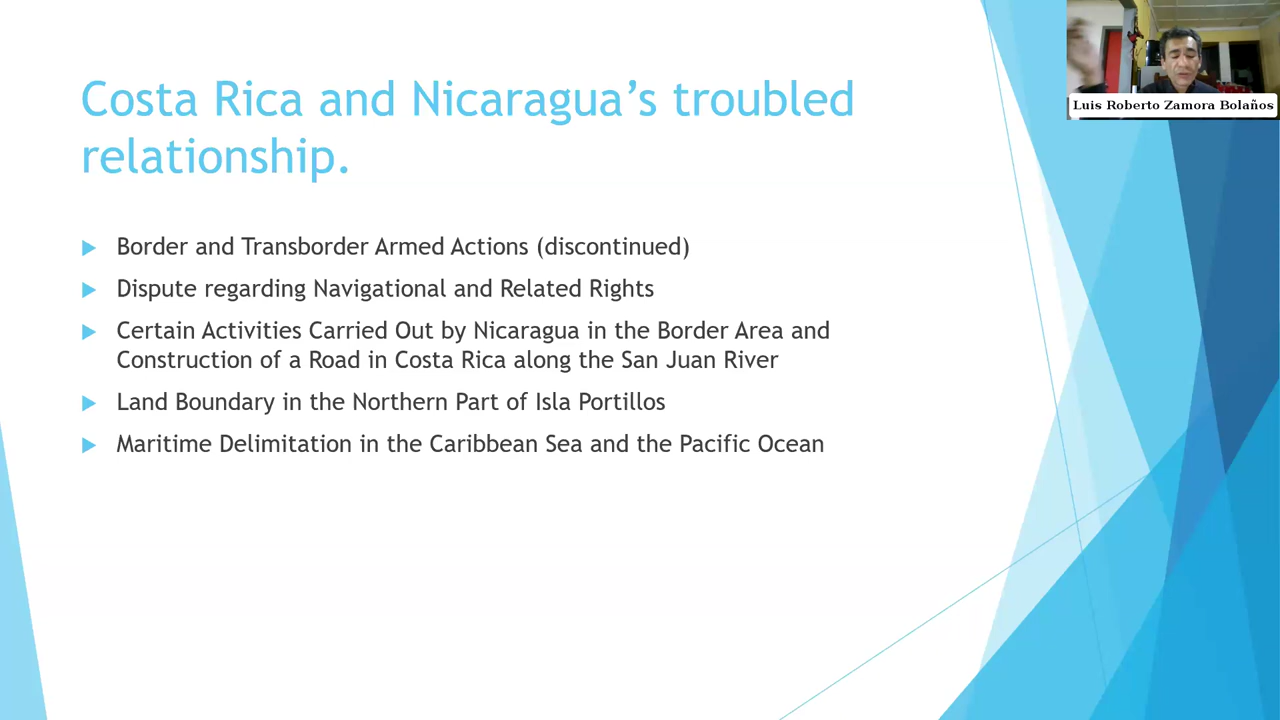 Costa Rica and Nicaragua’s troubled
relationship.
Luis Roberto Zamora Bolaños
Border and Transborder Armed Actions (discontinued)
Dispute regarding Navigational and Related Rights
Certain Activities Carried Out by Nicaragua in the Border Area and
Construction of a Road in Costa Rica along the San Juan River
Land Boundary in the Northern Part of Isla Portillos
Maritime Delimitation in the Caribbean Sea and the Pacific Ocean